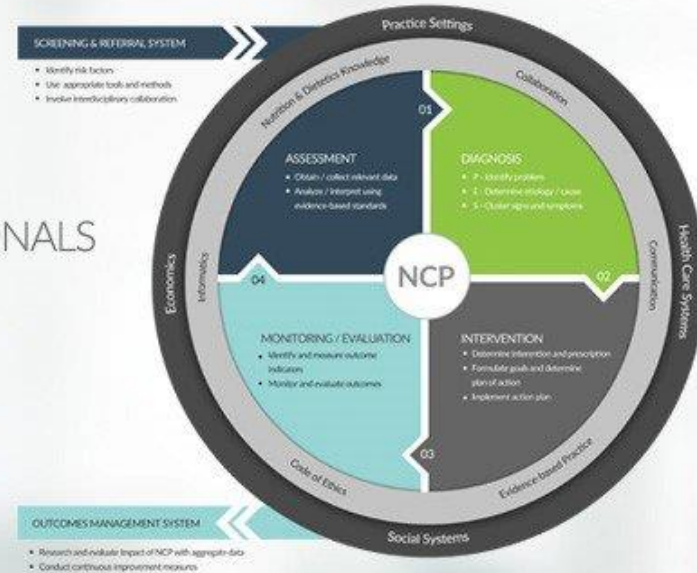 SCREENING & REFERRAL SYSTEM
Identify risk factors
Use appropriate tools and methods
Involve interdisciplinary collaboration
NALS
Practice Settings
Nutrition & Dietetics Knowledge
Collaboration
01
ASSESSMENT
Obtain / collect relevant data
Analyze / interpret using
evidence-based standards
DIAGNOSIS
P - Identify problem
E - Determine etiology / cause
S - Cluster signs and symptoms
NCP
Economics
Informatics
Communication
Health Care Systems
04
02
MONITORING / EVALUATION
Identify and measure outcome
indicators
Monitor and evaluate outcomes
INTERVENTION
Determine intervention and prescription
Formulate goals and determine
plan of action
Implement action plan
03
Code of Ethics
Evidence-based Practice
Social Systems
OUTCOMES MANAGEMENT SYSTEM
Research and evaluate impact of NCP with aggregate data
Conduct continuous improvement measures